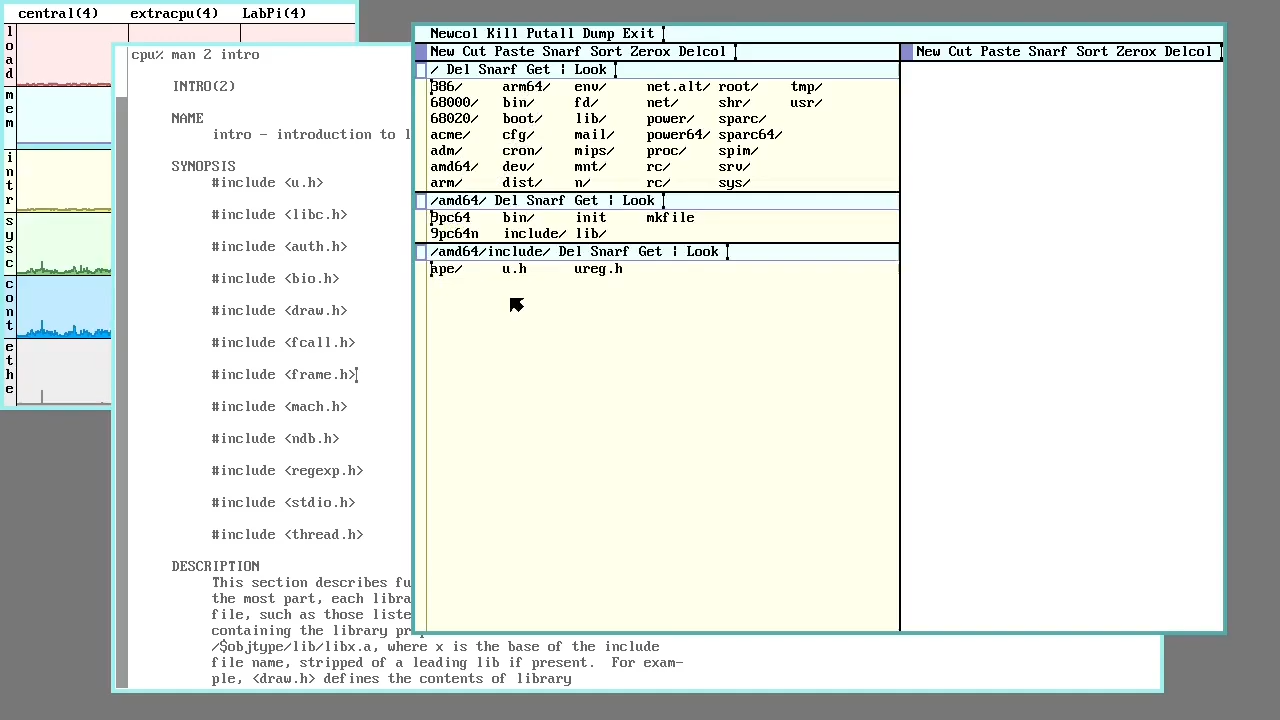 central(4) extracpu(4) LabPi(4)
load
mem
intr
sysc
cont
ethe
cpu% man 2 intro
INTRO(2)
NAME
intro - introduction to l
SYNOPSIS
#include <u.h>
#include <libc.h>
#include <auth.h>
#include <bio.h>
#include <draw.h>
#include <fcall.h>
#include <frame.h>
#include <mach.h>
#include <ndb.h>
#include <regexp.h>
#include <stdio.h>
#include <thread.h>
DESCRIPTION
This section describes fu
the most part, each libra
file, such as those liste
containing the library pr
/$objtype/lib/libx.a, where x is the base of the include
file name, stripped of a leading lib if present. For exam-
ple, <draw.h> defines the contents of library
Newcol Kill Putall Dump Exit
New Cut Paste Snarf Sort Zerox Delcol
/ Del Snarf Get | Look
386/ arm64/ env/ net.alt/ root/ tmp/
68000/ bin/ fd/ net/ shr/ usr/
68020/ boot/ lib/ power/ sparc/
acme/ cfg/ mail/ power64/ sparc64/
adm/ cron/ mips/ proc/ spim/
amd64/ dev/ mnt/ rc/ srv/
arm/ dist/ n/ rc/ sys/
/amd64/ Del Snarf Get | Look
9pc64 bin/ init mkfile
9pc64n include/ lib/
/amd64/include/ Del Snarf Get | Look
ape/ u.h ureg.h
New Cut Paste Snarf Sort Zerox Delcol